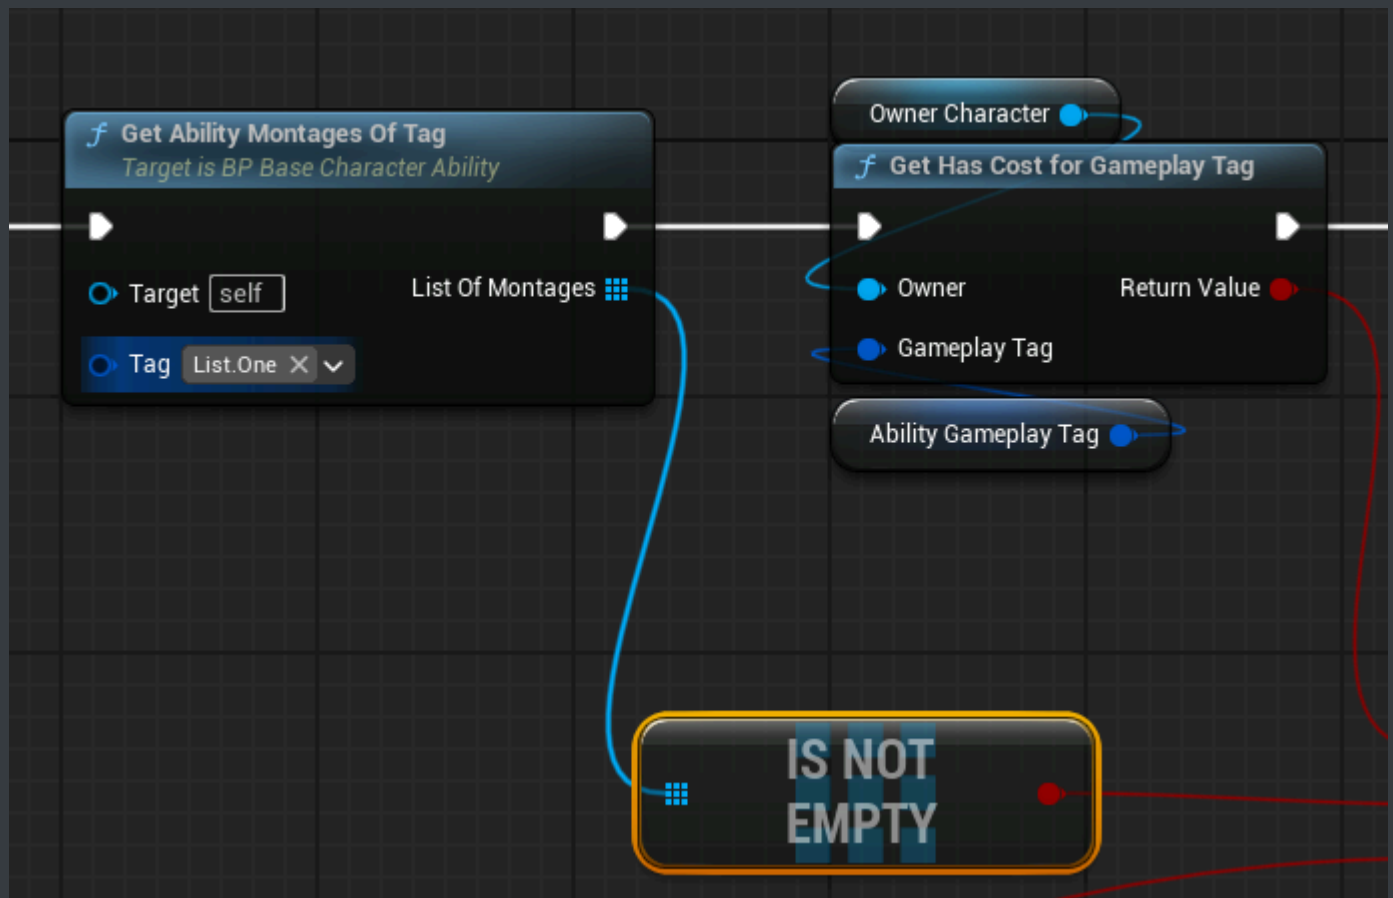 Get Ability Montages Of Tag
Target is BP Base Character Ability
Target self
List Of Montages
Tag List.One
Owner Character
Get Has Cost for Gameplay Tag
Owner
Return Value
Gameplay Tag
Ability Gameplay Tag
IS NOT
EMPTY